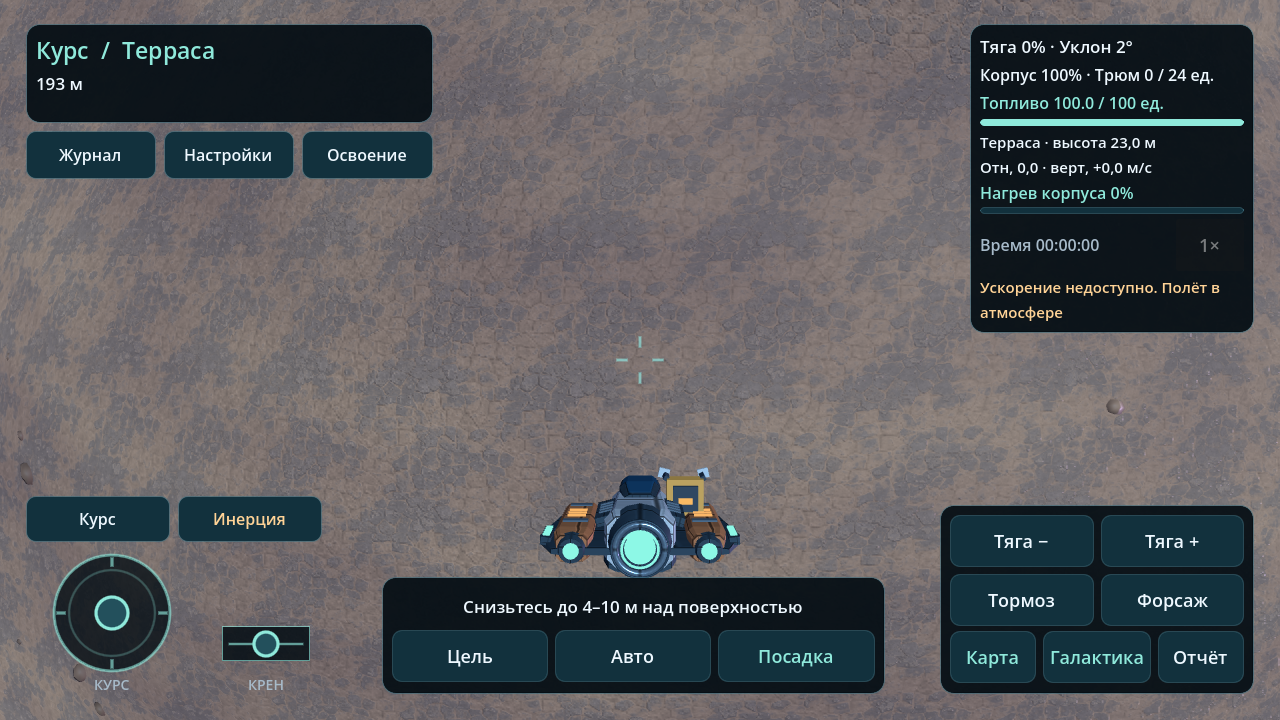 Курс / Терраса
193 м
Журнал
Настройки
Освоение
Тяга 0% · Уклон 2°
Корпус 100% · Трюм 0 / 24 ед.
Топливо 100.0 / 100 ед.
Терраса · высота 23,0 м
Отн, 0,0 · верт, +0,0 м/с
Нагрев корпуса 0%
Время 00:00:00
1×
Ускорение недоступно. Полёт в
атмосфере
Курс
Инерция
КУРС
КРЕН
Снизьтесь до 4–10 м над поверхностью
Цель
Авто
Посадка
Тяга −
Тяга +
Тормоз
Форсаж
Карта
Галактика
Отчёт